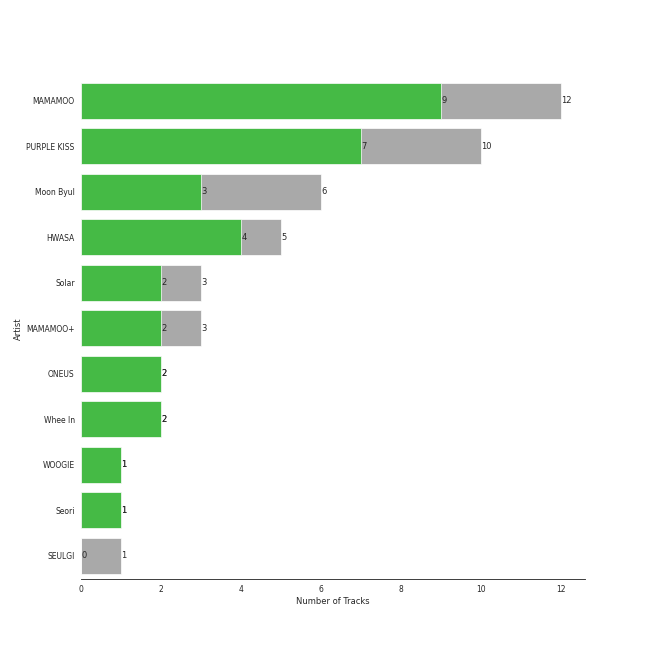 MAMAMOO 9 12
PURPLE KISS 7 10
Moon Byul 3 6
HWASA 4 5
Solar 2 3
MAMAMOO+ 2 3
ONEUS 2
Whee In 2
WOOGIE 1
Seori 1
SEULGI 0 1
Artist
0 2 4 6 8 10 12
Number of Tracks